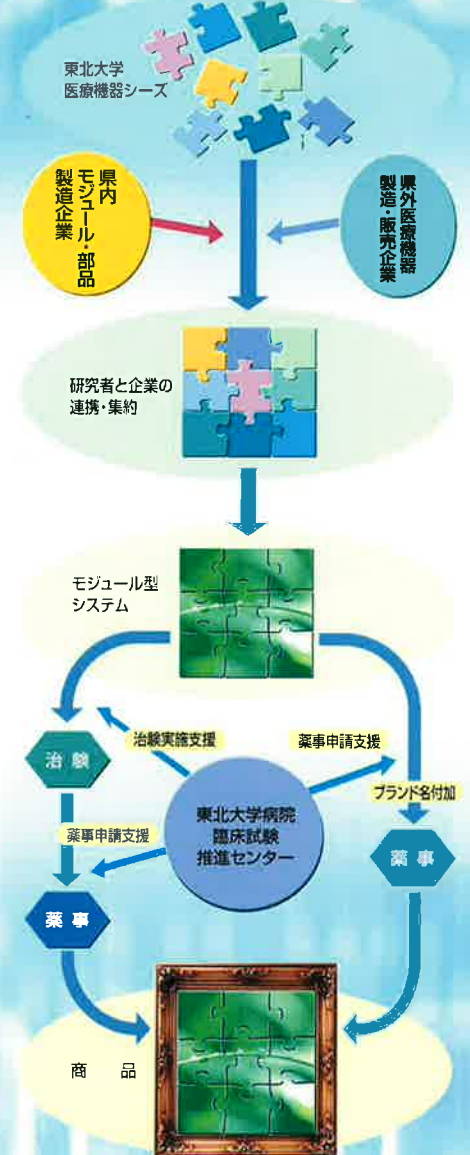 東北大学
医療機器シーズ
県内
モジュール・部品
製造企業
県外医療機器
製造・販売企業
研究者と企業の
連携・集約
モジュール型
システム
治験実施支援
薬事申請支援
治験
ブランド名付加
東北大学病院
臨床試験
推進センター
薬事申請支援
薬事
薬事
商品